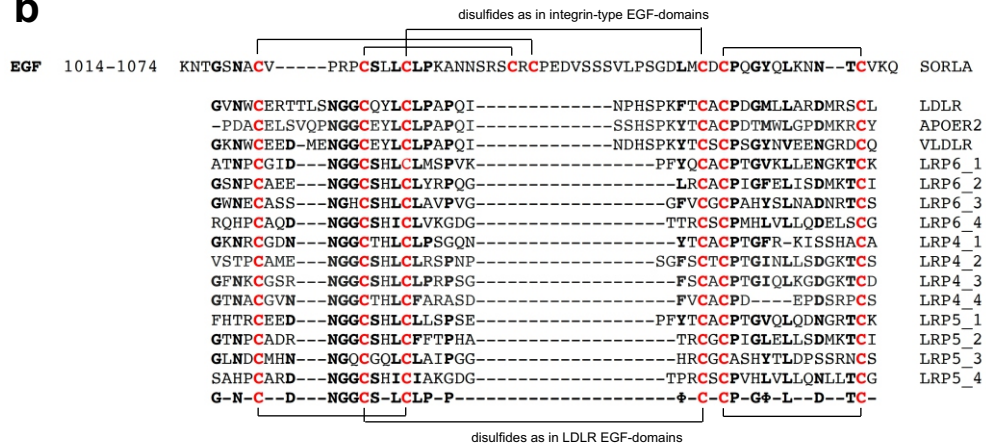 b
disulfides as in integrin-type EGF-domains
EGF 1014-1074 KNTGSNACV-----PRPCSLLCLPKANNSRSCRCPEDVSSSVLPSGDLMCDCPQGYQLKNN--TCVKQ SORLA
GVNWCERTTLSNGGCQYLCLPAPQI-------------NPHSPKFTCACPDGMLLARDMRSCL LDLR
-PDACELSVQPNGGCEYLCLPAPQI-------------SSHSPKYTCACPDTMWLGPDMKRCY APOER2
GKNWCEED-MENGGCEYLCLPAPQI-------------NDHSPKYTCSCPSGYNVEENGRDCQ VLDLR
ATNPCGID---NGGCSHLCLMSPVK-----------------PFYQCACPTGVKLLENGKTCK LRP6_1
GSNPCAEE---NGGCSHLCLYRPQG-------------------LRCACPIGFELISDMKTCI LRP6_2
GWNECASS---NGHCSHLCLAVPVG------------------GFVCGCPAHYSLNADNRTCS LRP6_3
RQHPCAQD---NGGCSHICLVKGDG------------------TTRCSCPMHLVLLQDELSCG LRP6_4
GKNRCGDN---NGGCTHLCLPSGQN-------------------YTCACPTGFR-KISSHACA LRP4_1
VSTPCAME---NGGCSHLCLRSPNP-----------------SGFSCTCPTGINLLSDGKTCS LRP4_2
GFNKCGSR---NGGCSHLCLPRPSG-------------------FSCACPTGIQLKGDGKTCD LRP4_3
GTNACGVN---NGGCTHLCFARASD-------------------FVCACPD----EPDSRPCS LRP4_4
FHTRCEED---NGGCSHLCLLSPSE-----------------PFYTCACPTGVQLQDNGRTCK LRP5_1
GTNPCADR---NGGCSHLCFFTPHA-------------------TRCGCPIGLELLSDMKTCI LRP5_2
GLNDCMHN---NGQCGQLCLAIPGG-------------------HRCGCASHYTLDPSSRNCS LRP5_3
SAHPCARD---NGGCSHICIAKGDG------------------TPRCSCPVHLVLLQNLLTCG LRP5_4
G-N-C--D---NGGCS-LCLP-P---------------------Φ-C-CP-GΦ-L--D--TC-
disulfides as in LDLR EGF-domains